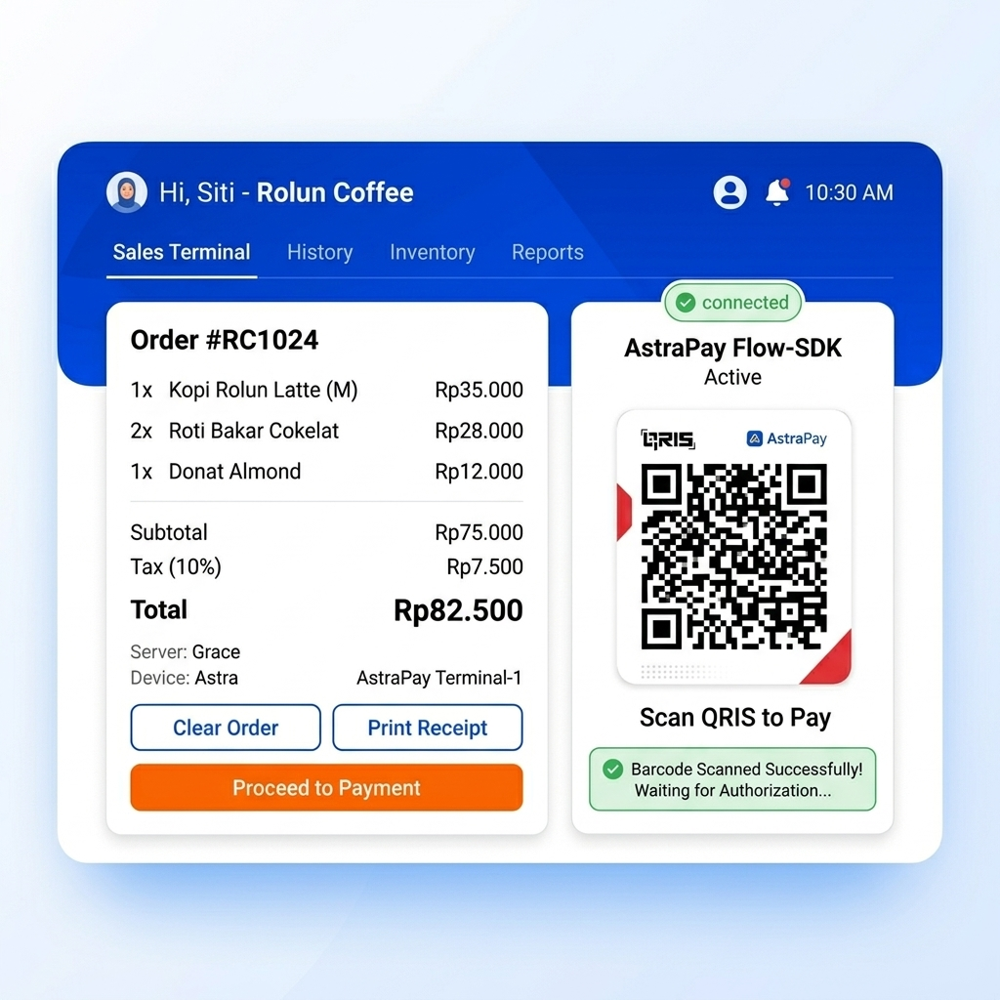 Hi, Siti - Rolun Coffee
10:30 AM
Sales Terminal History Inventory Reports
Order #RC1024
1x Kopi Rolun Latte (M) Rp35.000
2x Roti Bakar Cokelat Rp28.000
1x Donat Almond Rp12.000
Subtotal Rp75.000
Tax (10%) Rp7.500
Total Rp82.500
Server: Grace
Device: Astra AstraPay Terminal-1
Clear Order Print Receipt
Proceed to Payment
connected
AstraPay Flow-SDK
Active
QRIS AstraPay
Scan QRIS to Pay
Barcode Scanned Successfully!
Waiting for Authorization...